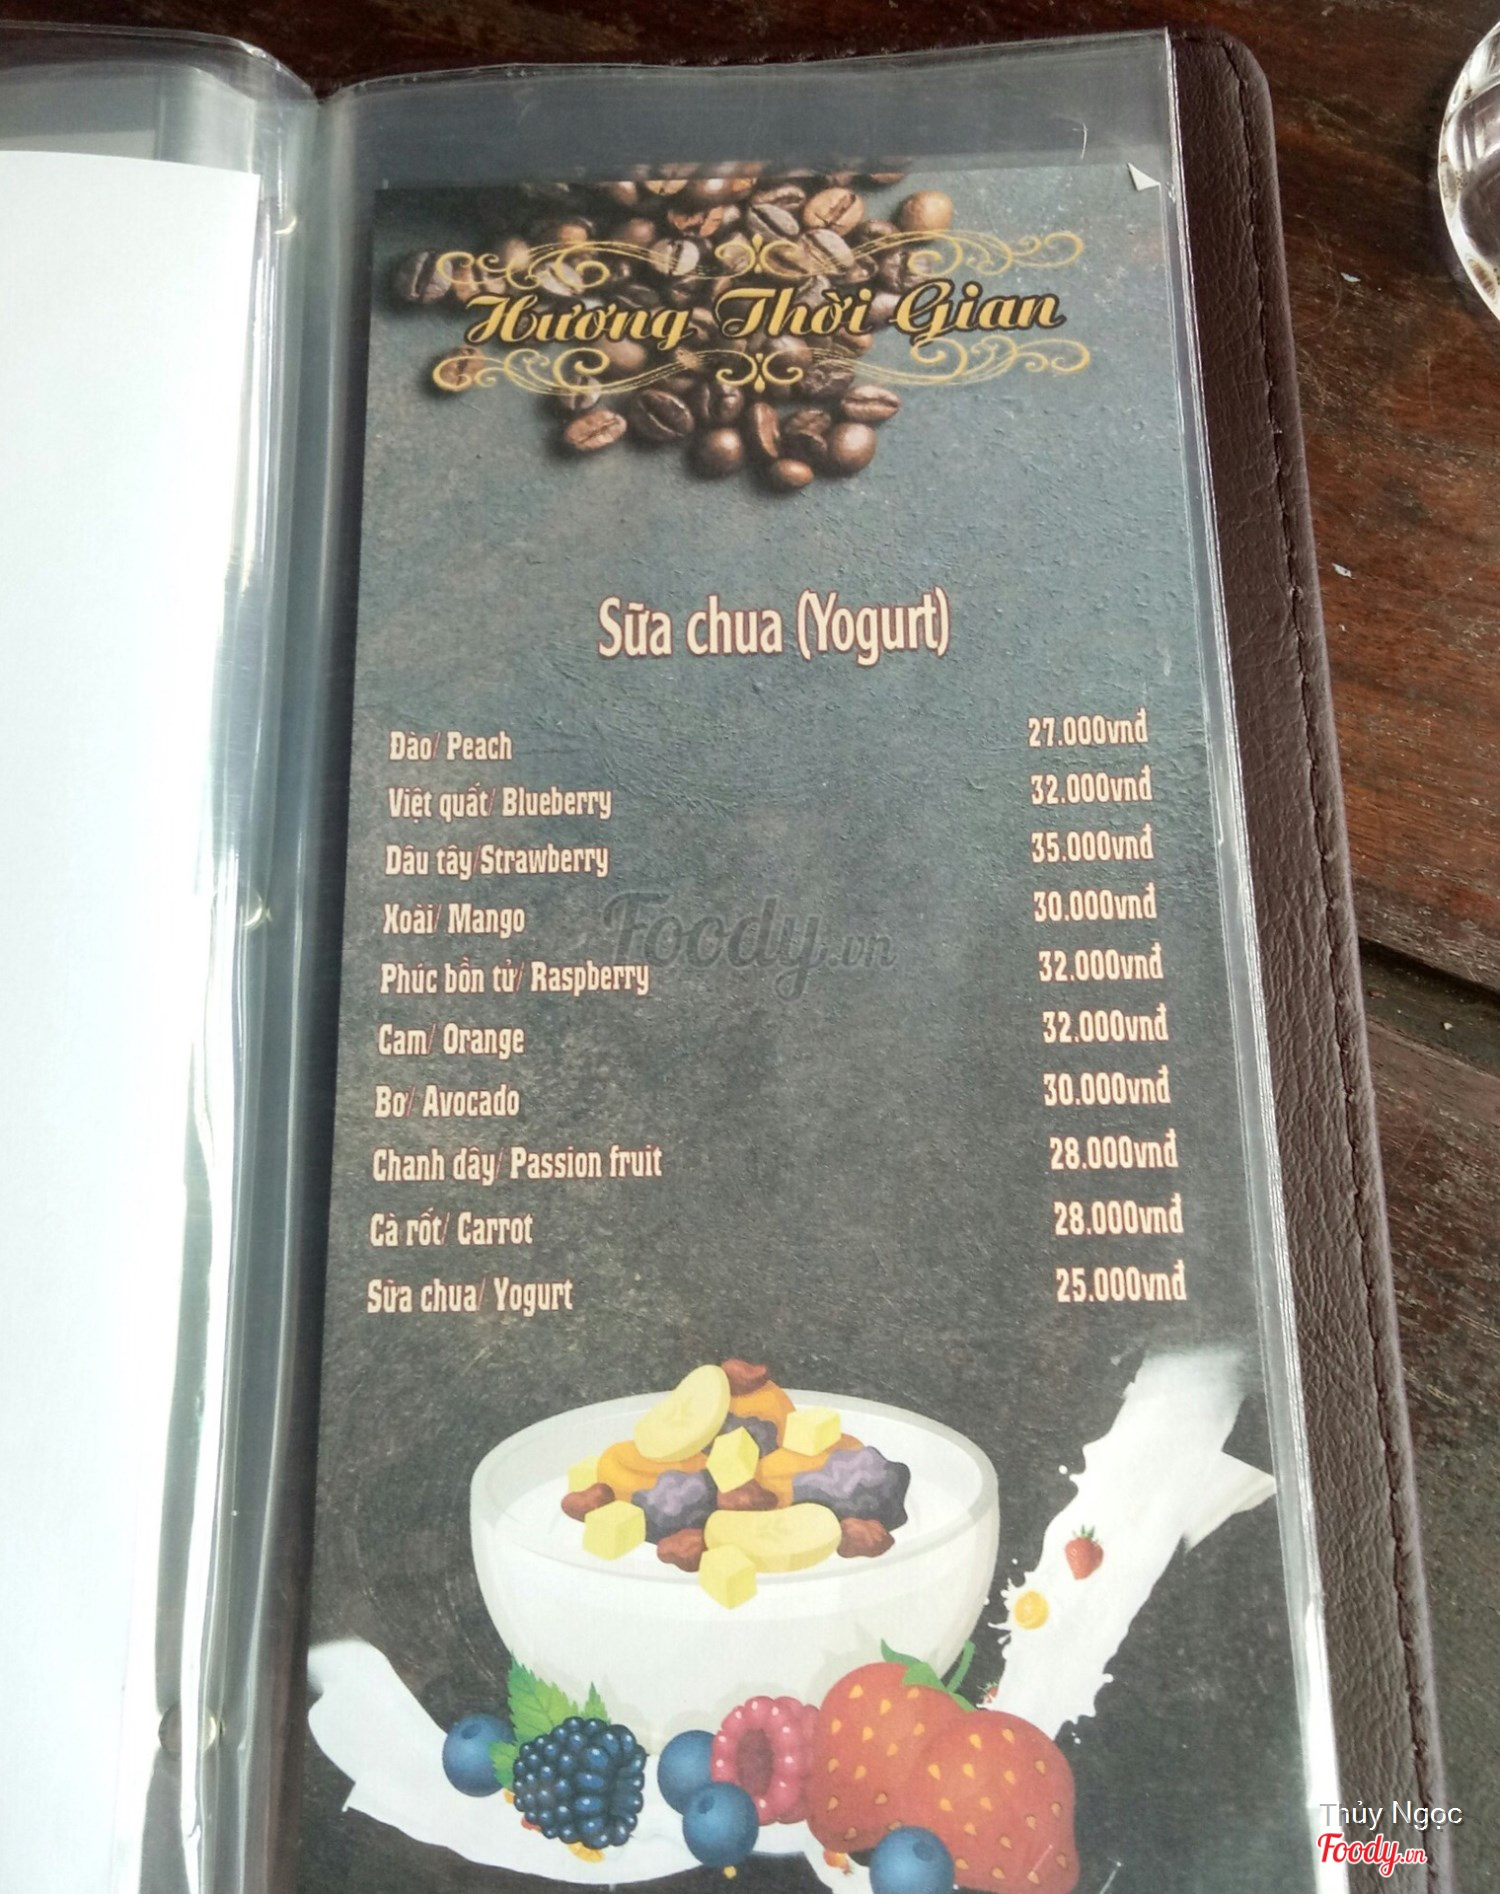 Hương Thời Gian
Sữa chua (Yogurt)
Đào/ Peach 27.000vnđ
Việt quất/ Blueberry 32.000vnđ
Dâu tây/Strawberry 35.000vnđ
Xoài/ Mango 30.000vnđ
Foody.vn
Phúc bồn tử/ Raspberry 32.000vnđ
Cam/ Orange 32.000vnđ
Bơ/ Avocado 30.000vnđ
Chanh dây/ Passion fruit 28.000vnđ
Cà rốt/ Carrot 28.000vnđ
Sữa chua/ Yogurt 25.000vnđ
Thủy Ngọc
Foody.vn